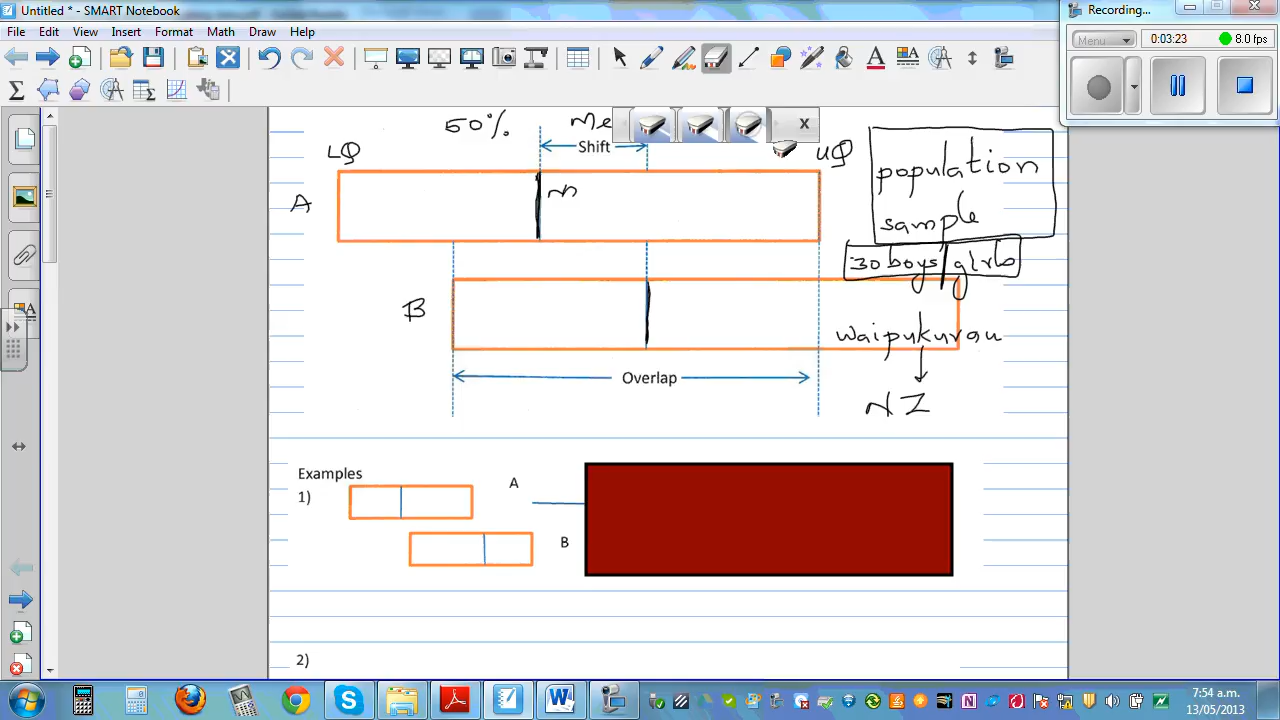 Untitled * - SMART Notebook
Recording...
File Edit View Insert Format Math Draw Help
Menu
0:03:23
8.0 fps
50%
Me
X
Shift
LQ
UQ
A
m
population
sample
30 boys girls
B
waipukurau
Overlap
NZ
Examples
1)
A
B
2)
7:54 a.m.
13/05/2013